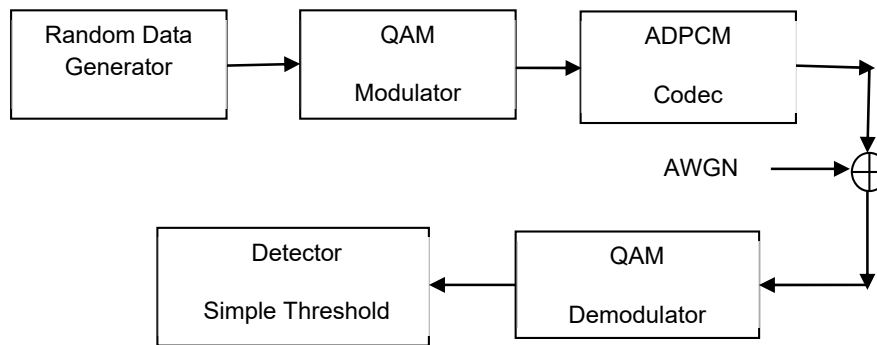 Random Data
Generator
QAM
Modulator
ADPCM
Codec
AWGN
Detector
Simple Threshold
QAM
Demodulator